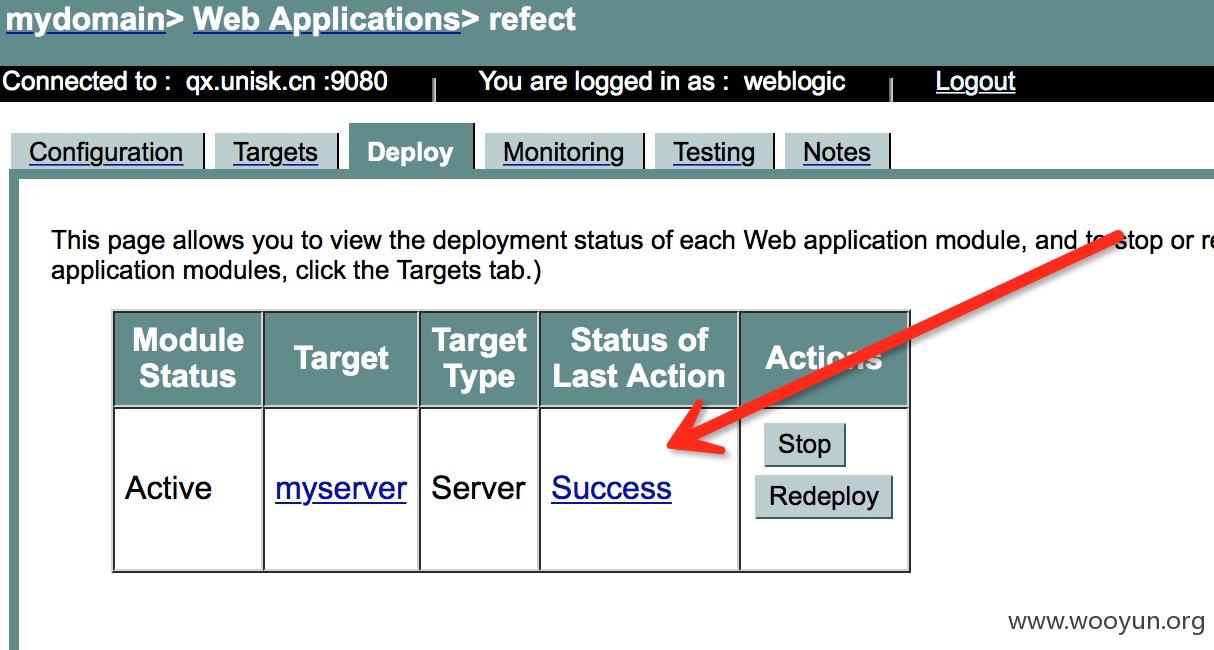 mydomain> Web Applications> refect
Connected to : qx.unisk.cn :9080 You are logged in as : weblogic Logout
Configuration Targets Deploy Monitoring Testing Notes
This page allows you to view the deployment status of each Web application module, and to stop or re
application modules, click the Targets tab.)
Module Status Target Target Type Status of Last Action Actions
Active myserver Server Success Stop
Redeploy
www.wooyun.org